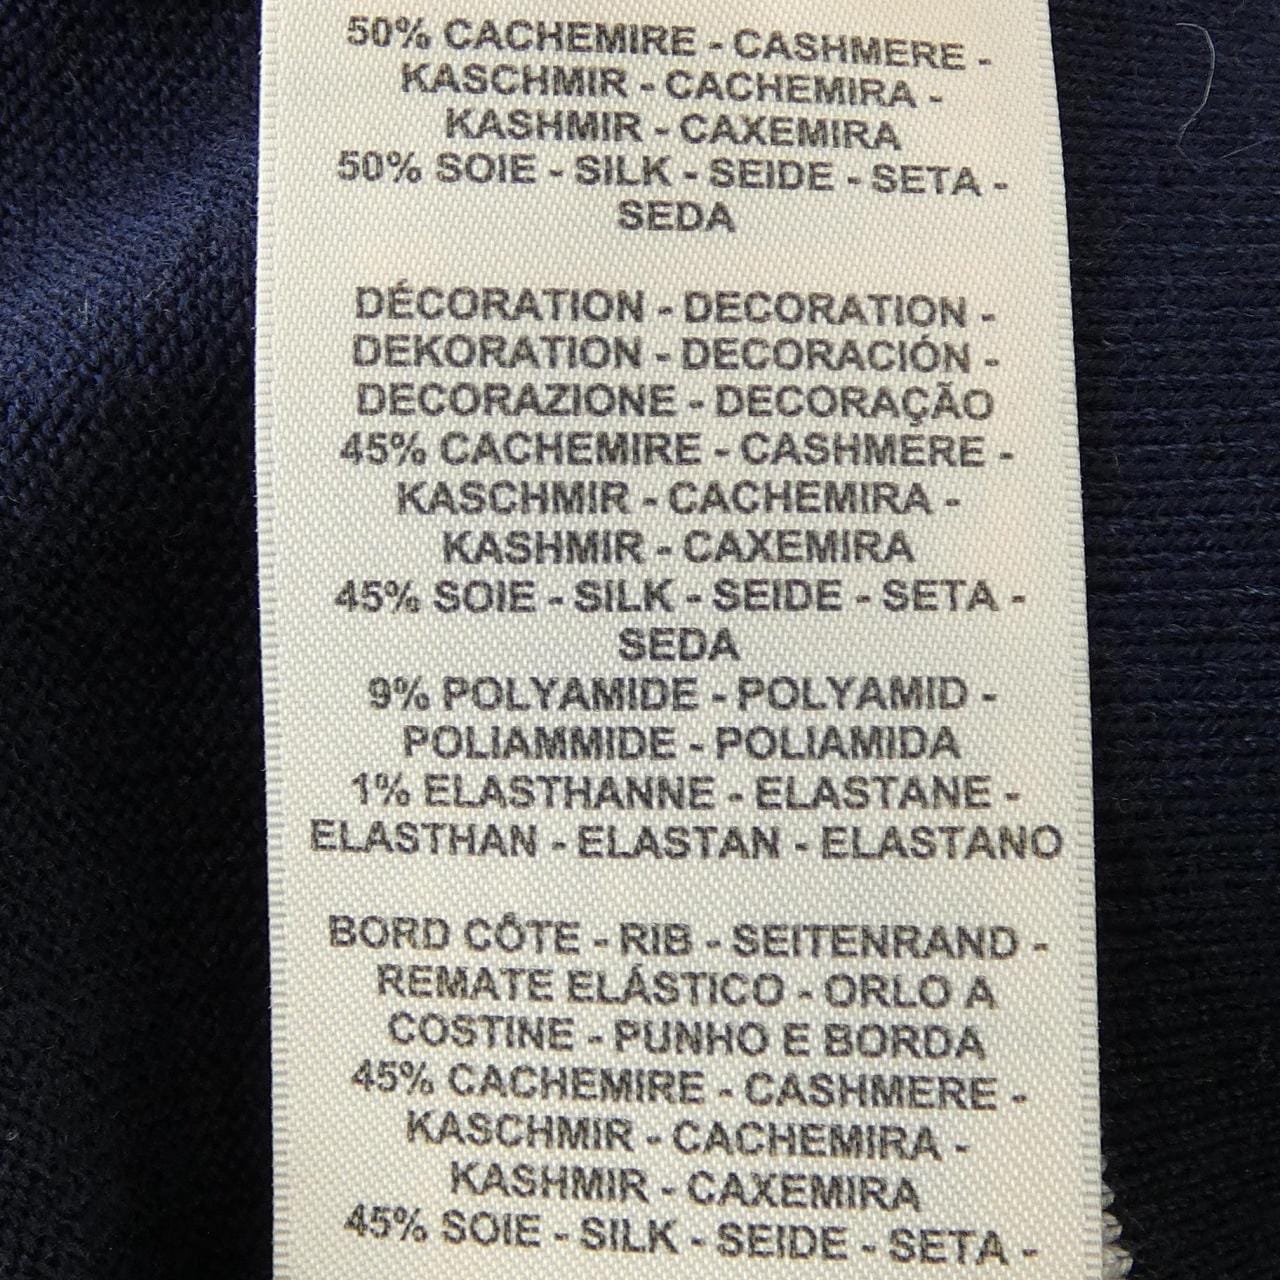 50% CACHEMIRE - CASHMERE -
KASCHMIR - CACHEMIRA -
KASHMIR - CAXEMIRA
50% SOIE - SILK - SEIDE - SETA -
SEDA
DÉCORATION - DECORATION -
DEKORATION - DECORACIÓN -
DECORAZIONE - DECORAÇÃO
45% CACHEMIRE - CASHMERE -
KASCHMIR - CACHEMIRA -
KASHMIR - CAXEMIRA
45% SOIE - SILK - SEIDE - SETA -
SEDA
9% POLYAMIDE - POLYAMID -
POLIAMMIDE - POLIAMIDA
1% ELASTHANNE - ELASTANE -
ELASTHAN - ELASTAN - ELASTANO
BORD CÔTE - RIB - SEITENRAND -
REMATE ELÁSTICO - ORLO A
COSTINE - PUNHO E BORDA
45% CACHEMIRE - CASHMERE -
KASCHMIR - CACHEMIRA -
KASHMIR - CAXEMIRA
45% SOIE - SILK - SEIDE - SETA -